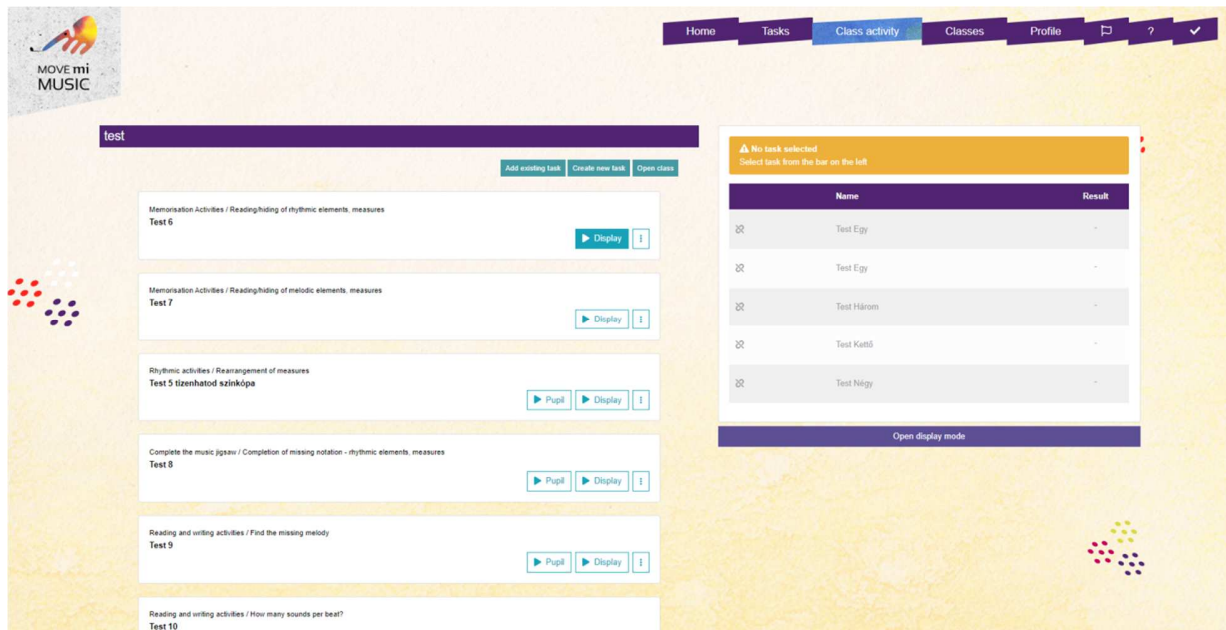 MOVE mi
MUSIC
Home Tasks Class activity Classes Profile ?
test
Add existing task Create new task Open class
Memorisation Activities / Reading/hiding of rhythmic elements, measures
Test 6
Display
Memorisation Activities / Reading/hiding of melodic elements, measures
Test 7
Display
Rhythmic activities / Rearrangement of measures
Test 5 tizenhatod szinkópa
Pupil Display
Complete the music jigsaw / Completion of missing notation - rhythmic elements, measures
Test 8
Pupil Display
Reading and writing activities / Find the missing melody
Test 9
Pupil Display
Reading and writing activities / How many sounds per beat?
Test 10
No task selected
Select task from the bar on the left
Name Result
Test Egy -
Test Egy -
Test Három -
Test Kettő -
Test Négy -
Open display mode